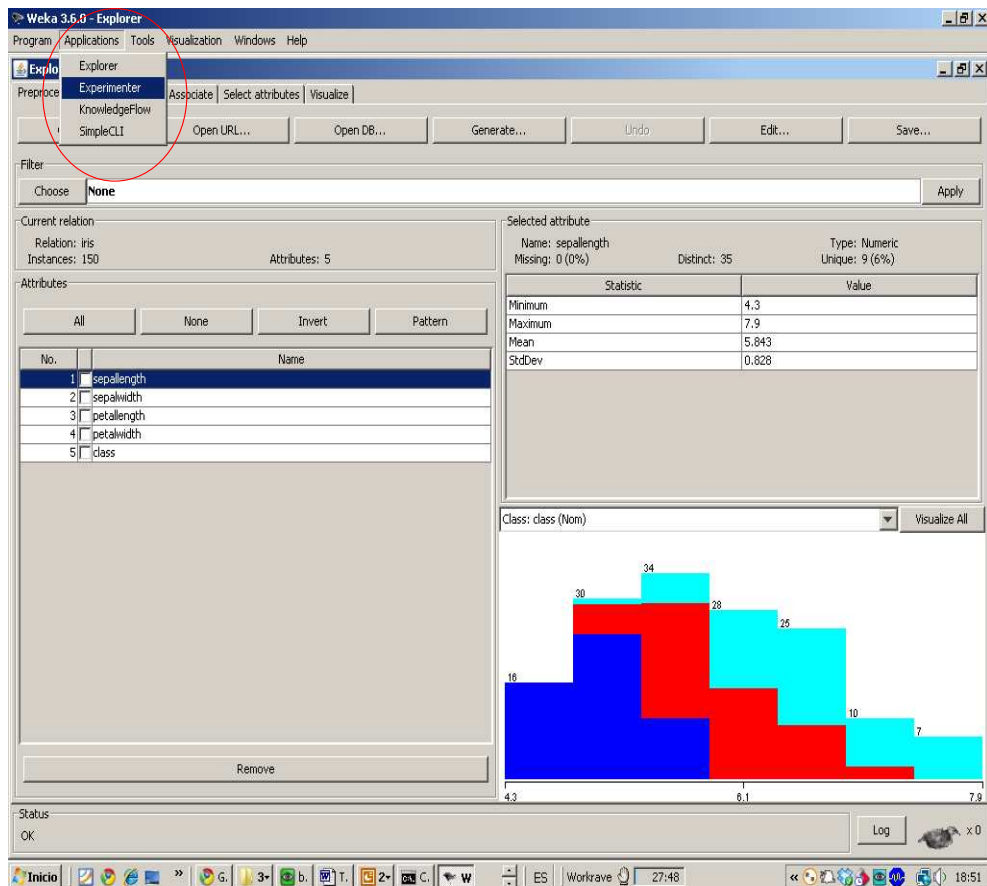 Weka 3.6.0 - Explorer
Program Applications Tools Visualization Windows Help
Explorer
Experimenter
KnowledgeFlow
SimpleCLI
Explo
Preproce Associate Select attributes Visualize
Open URL... Open DB... Generate... Undo Edit... Save...
Filter
Choose None Apply
Current relation
Relation: iris
Instances: 150 Attributes: 5
Attributes
All None Invert Pattern
No. Name
1 sepallength
2 sepalwidth
3 petallength
4 petalwidth
5 class
Remove
Selected attribute
Name: sepallength Type: Numeric
Missing: 0 (0%) Distinct: 35 Unique: 9 (6%)
Statistic Value
Minimum 4.3
Maximum 7.9
Mean 5.843
StdDev 0.828
Class: class (Nom) Visualize All
16 30 34 28 25 10 7
4.3 6.1 7.9
Status
OK Log x 0
Inicio » G. 3 b. T. 2 C. W ES Workrave 27:48 « 18:51